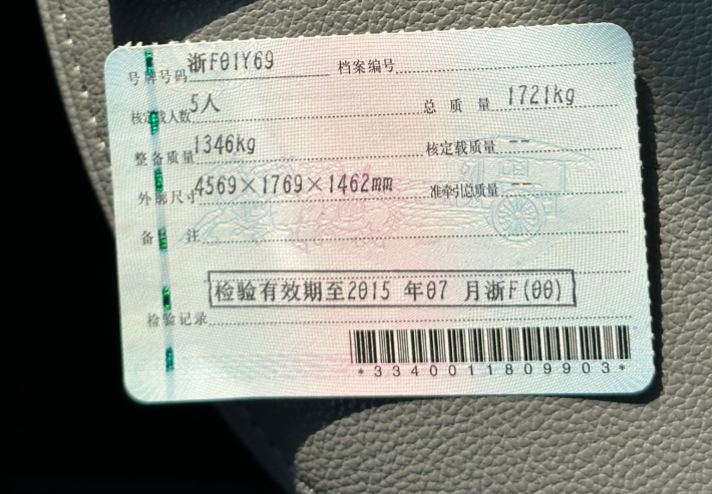 号牌号码 浙F01Y69 档案编号
核定载人数 5人 总质量 1721kg
整备质量 1346kg 核定载质量 --
外廓尺寸 4569×1769×1462mm 准牵引总质量 --
备注
检验有效期至2015 年07 月浙F(00)
检验记录
*3340011809903*